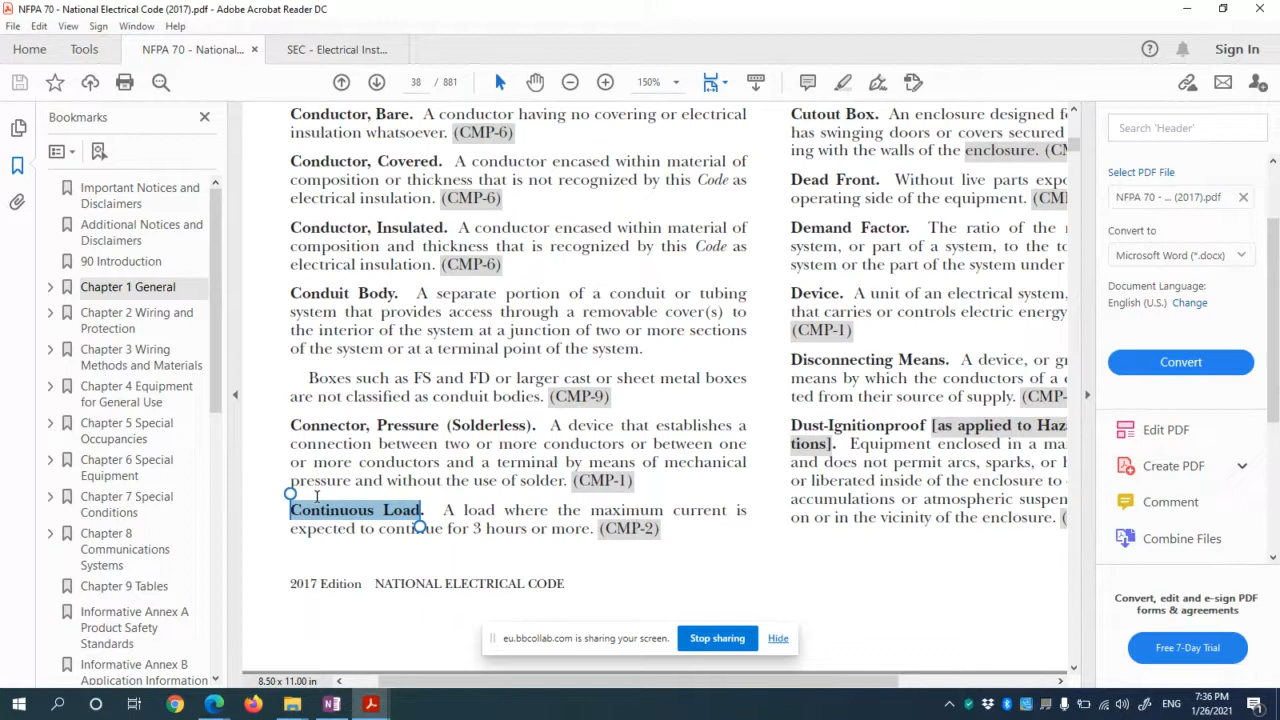 NFPA 70 - National Electrical Code (2017).pdf - Adobe Acrobat Reader DC
File Edit View Sign Window Help
Home Tools NFPA 70 - National... × SEC - Electrical Inst... Sign In
38 / 881 150%
Bookmarks
Important Notices and
Disclaimers
Additional Notices and
Disclaimers
90 Introduction
Chapter 1 General
Chapter 2 Wiring and
Protection
Chapter 3 Wiring
Methods and Materials
Chapter 4 Equipment
for General Use
Chapter 5 Special
Occupancies
Chapter 6 Special
Equipment
Chapter 7 Special
Conditions
Chapter 8
Communications
Systems
Chapter 9 Tables
Informative Annex A
Product Safety
Standards
Informative Annex B
Application Information
Conductor, Bare. A conductor having no covering or electrical
insulation whatsoever. (CMP-6)
Conductor, Covered. A conductor encased within material of
composition or thickness that is not recognized by this Code as
electrical insulation. (CMP-6)
Conductor, Insulated. A conductor encased within material of
composition and thickness that is recognized by this Code as
electrical insulation. (CMP-6)
Conduit Body. A separate portion of a conduit or tubing
system that provides access through a removable cover(s) to
the interior of the system at a junction of two or more sections
of the system or at a terminal point of the system.
Boxes such as FS and FD or larger cast or sheet metal boxes
are not classified as conduit bodies. (CMP-9)
Connector, Pressure (Solderless). A device that establishes a
connection between two or more conductors or between one
or more conductors and a terminal by means of mechanical
pressure and without the use of solder. (CMP-1)
Continuous Load. A load where the maximum current is
expected to continue for 3 hours or more. (CMP-2)
2017 Edition NATIONAL ELECTRICAL CODE
Cutout Box. An enclosure designed f
has swinging doors or covers secured
ing with the walls of the enclosure. (C
Dead Front. Without live parts expo
operating side of the equipment. (CM
Demand Factor. The ratio of the
system, or part of a system, to the to
system or the part of the system under
Device. A unit of an electrical system,
that carries or controls electric energy
(CMP-1)
Disconnecting Means. A device, or g
means by which the conductors of a c
ted from their source of supply. (CMP-
Dust-Ignitionproof [as applied to Haz
tions]. Equipment enclosed in a ma
and does not permit arcs, sparks, or h
or liberated inside of the enclosure to
accumulations or atmospheric suspen
on or in the vicinity of the enclosure. (
8.50 x 11.00 in
eu.bbcollab.com is sharing your screen. Stop sharing Hide
Search 'Header'
Select PDF File
NFPA 70 - ... (2017).pdf
Convert to
Microsoft Word (*.docx)
Document Language:
English (U.S.) Change
Convert
Edit PDF
Create PDF
Comment
Combine Files
Convert, edit and e-sign PDF
forms & agreements
Free 7-Day Trial
ENG
7:36 PM
1/26/2021
1